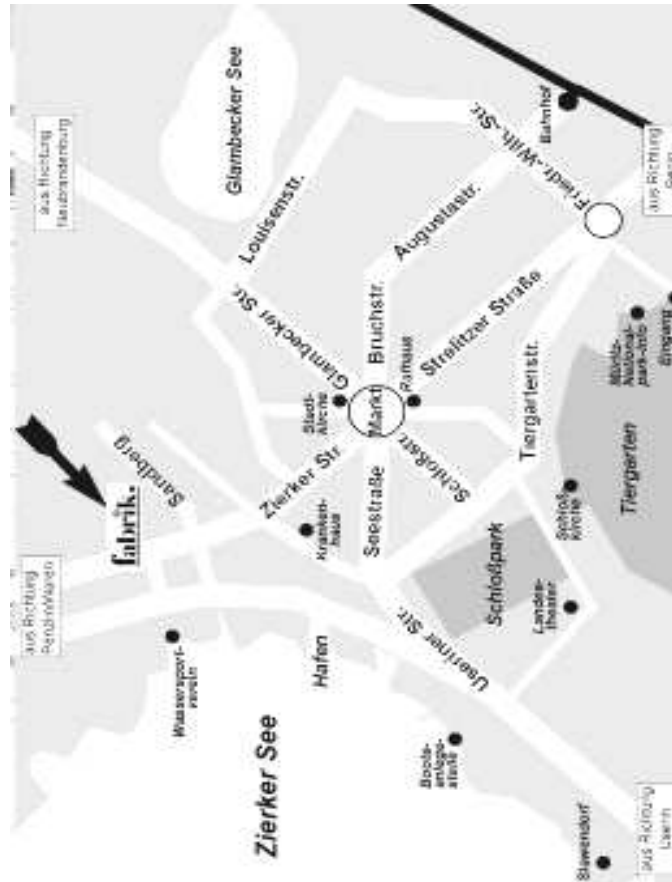 aus Richtung
Penzlin/Waren
aus Richtung
Neubrandenburg
fabrik.
Sandberg
Wassersport-
verein
Glambecker See
Zierker See
Hafen
Zierker Str.
Kranken-
haus
Glambecker Str.
Louisenstr.
Stadt-
kirche
Seestraße
Markt
Bruchstr.
Augustastr.
Rathaus
Useriner Str.
Schloßstr.
Strelitzer Straße
Friedr.-Wilh.-Str.
Boots-
anlege-
stelle
Schloßpark
Tiergartenstr.
Bahnhof
Landes-
theater
Schloß
kirche
Slawendorf
Tiergarten
Müritz-
National-
park-Info
Eingang
aus Richtung
Userin
aus Richtung